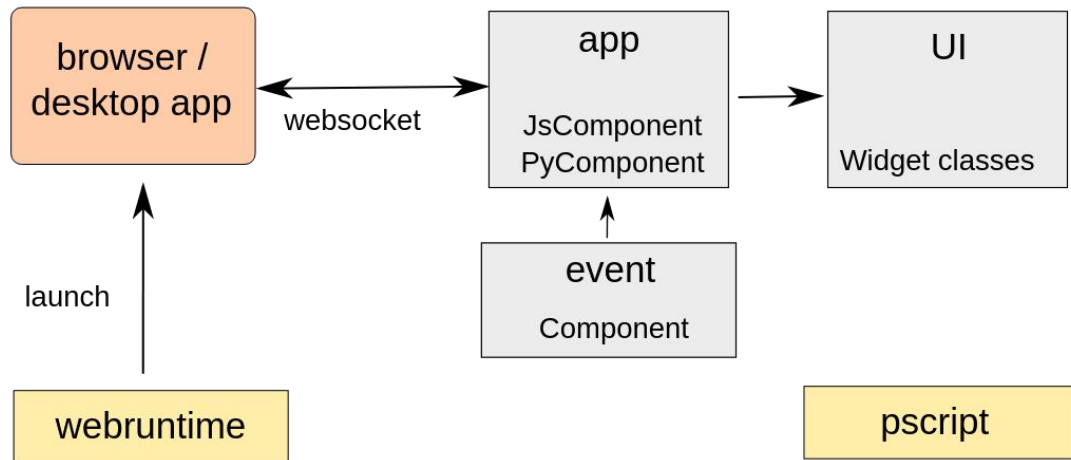 browser /
desktop app
websocket
app
JsComponent
PyComponent
UI
Widget classes
launch
event
Component
webruntime
pscript